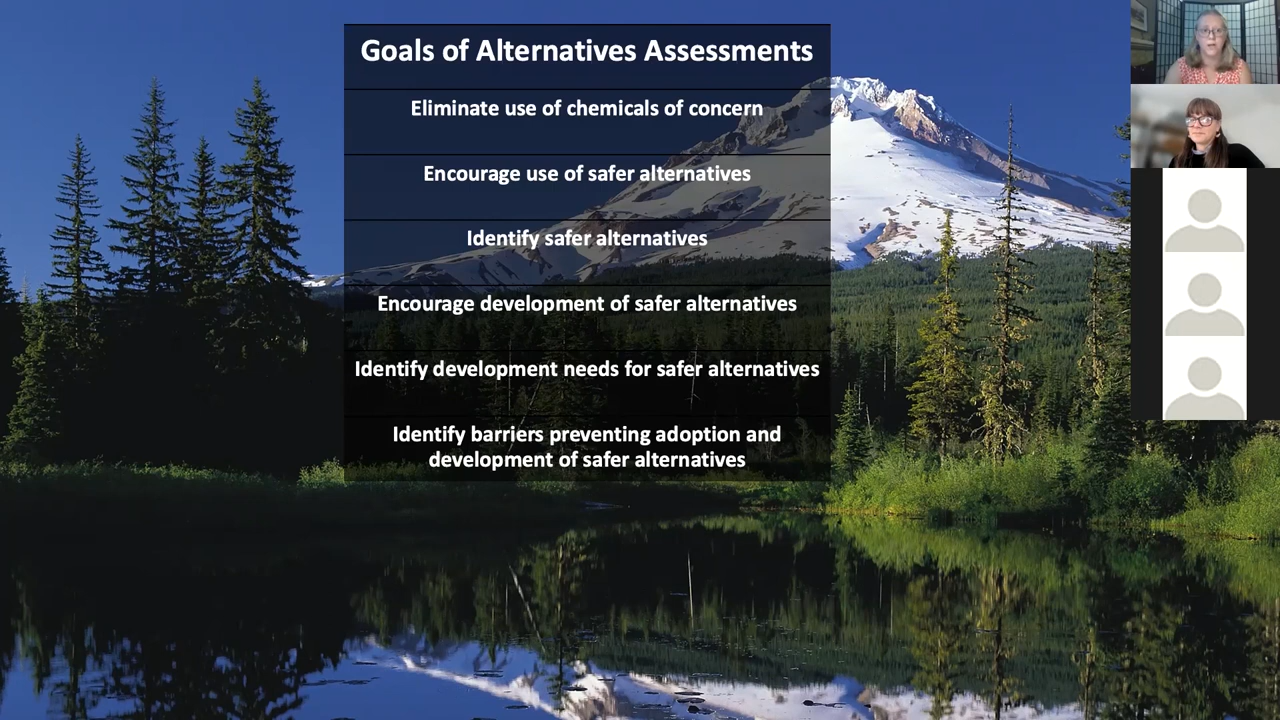 Goals of Alternatives Assessments
Eliminate use of chemicals of concern
Encourage use of safer alternatives
Identify safer alternatives
Encourage development of safer alternatives
Identify development needs for safer alternatives
Identify barriers preventing adoption and
development of safer alternatives